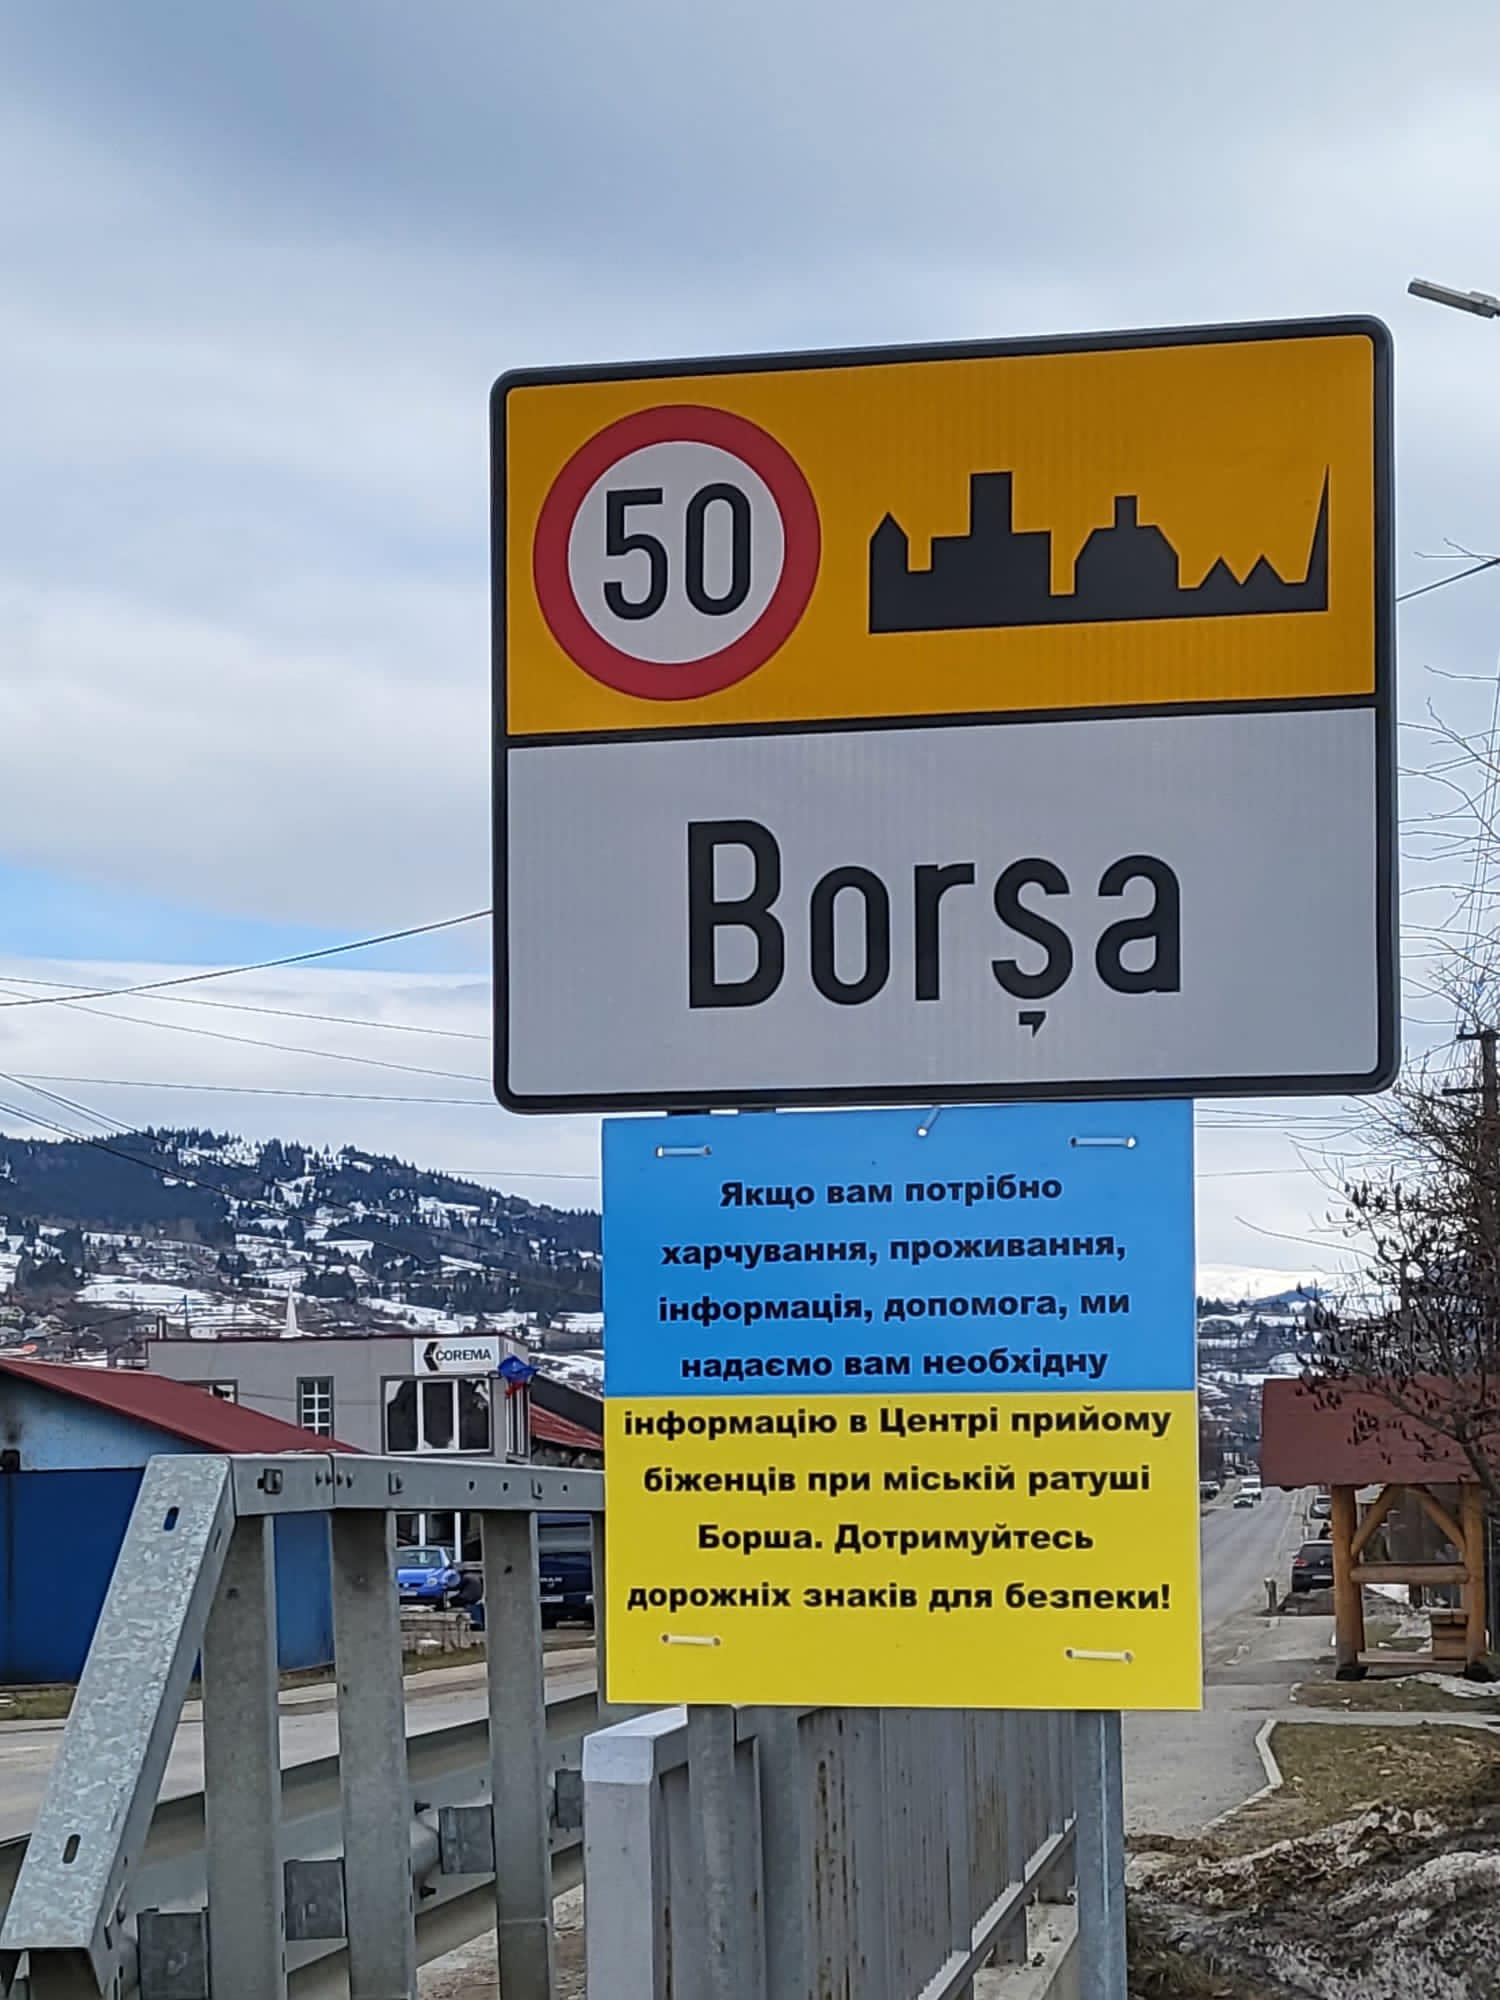 50
Borșa
Якщо вам потрібно
харчування, проживання,
інформація, допомога, ми
надаємо вам необхідну
інформацію в Центрі прийому
біженців при міській ратуші
Борша. Дотримуйтесь
дорожніх знаків для безпеки!
COREMA